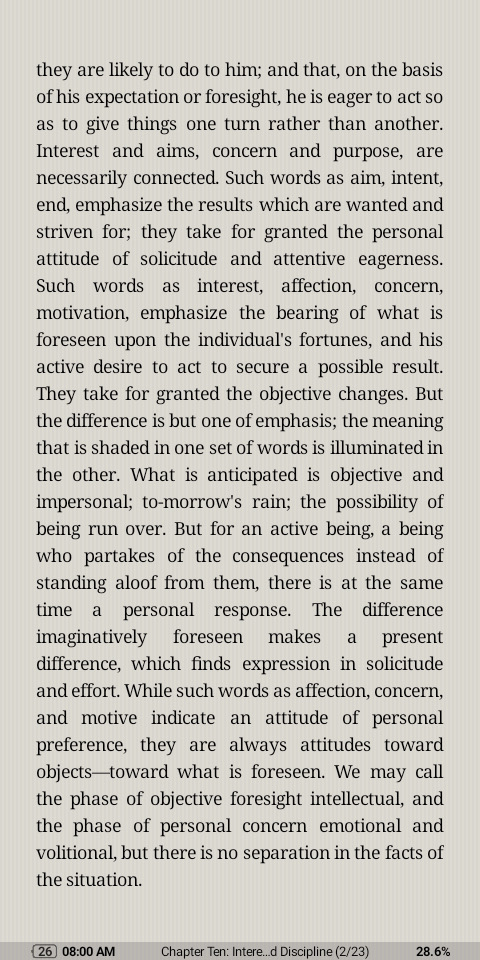 they are likely to do to him; and that, on the basis
of his expectation or foresight, he is eager to act so
as to give things one turn rather than another.
Interest and aims, concern and purpose, are
necessarily connected. Such words as aim, intent,
end, emphasize the results which are wanted and
striven for; they take for granted the personal
attitude of solicitude and attentive eagerness.
Such words as interest, affection, concern,
motivation, emphasize the bearing of what is
foreseen upon the individual's fortunes, and his
active desire to act to secure a possible result.
They take for granted the objective changes. But
the difference is but one of emphasis; the meaning
that is shaded in one set of words is illuminated in
the other. What is anticipated is objective and
impersonal; to-morrow's rain; the possibility of
being run over. But for an active being, a being
who partakes of the consequences instead of
standing aloof from them, there is at the same
time a personal response. The difference
imaginatively foreseen makes a present
difference, which finds expression in solicitude
and effort. While such words as affection, concern,
and motive indicate an attitude of personal
preference, they are always attitudes toward
objects—toward what is foreseen. We may call
the phase of objective foresight intellectual, and
the phase of personal concern emotional and
volitional, but there is no separation in the facts of
the situation.
26 08:00 AM Chapter Ten: Intere...d Discipline (2/23) 28.6%